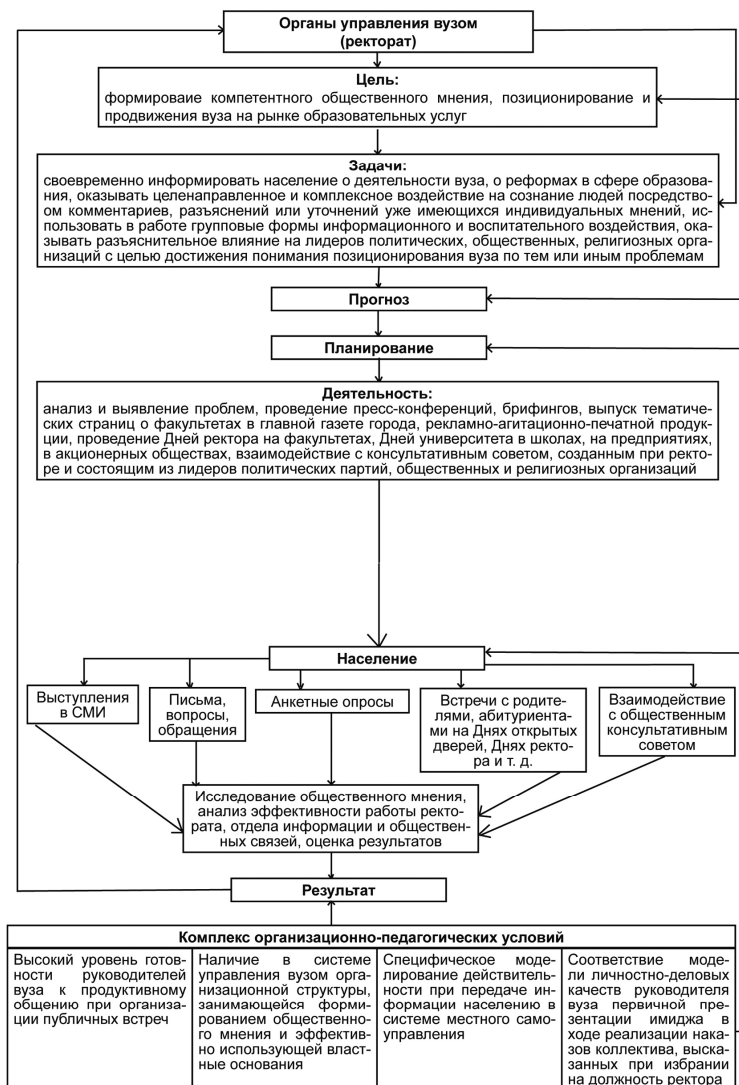 Органы управления вузом
(ректорат)
Цель:
формироваие компетентного общественного мнения, позиционирование и
продвижения вуза на рынке образовательных услуг
Задачи:
своевременно информировать население о деятельности вуза, о реформах в сфере образова-
ния, оказывать целенаправленное и комплексное воздействие на сознание людей посредство-
ом комментариев, разъяснений или уточнений уже имеющихся индивидуальных мнений, ис-
пользовать в работе групповые формы информационного и воспитательного воздействия, ока-
зывать разъяснительное влияние на лидеров политических, общественных, религиозных орга-
низаций с целью достижения понимания позиционирования вуза по тем или иным проблемам
Прогноз
Планирование
Деятельность:
анализ и выявление проблем, проведение пресс-конференций, брифингов, выпуск тематиче-
ских страниц о факультетах в главной газете города, рекламно-агитационно-печатной продук-
ции, проведение Дней ректора на факультетах, Дней университета в школах, на предприятиях,
в акционерных обществах, взаимодействие с консультативным советом, созданным при ректо-
ре и состоящим из лидеров политических партий, общественных и религиозных организаций
Население
Выступления
в СМИ
Письма,
вопросы,
обращения
Анкетные опросы
Встречи с родите-
лями, абитуриента-
ми на Днях открытых
дверей, Днях ректо-
ра и т. д.
Взаимодействие
с общественным
консультативным
советом
Исследование общественного мнения,
анализ эффективности работы ректо-
рата, отдела информации и обществен-
ных связей, оценка результатов
Результат
Комплекс организационно-педагогических условий
Высокий уровень готов-
ности руководителей
вуза к продуктивному
общению при организа-
ции публичных встреч
Наличие в системе
управления вузом орга-
низационной структуры,
занимающейся форми-
рованием общественно-
го мнения и эффектив-
но использующей власт-
ные основания
Специфическое моде-
лирование действитель-
ности при передаче ин-
формации населению в
системе местного само-
управления
Соответствие моде-
ли личностно-деловых
качеств руководителя
вуза первичной пре-
зентации имиджа в
ходе реализации нака-
зов коллектива, выска-
занных при избрании
на должность ректора